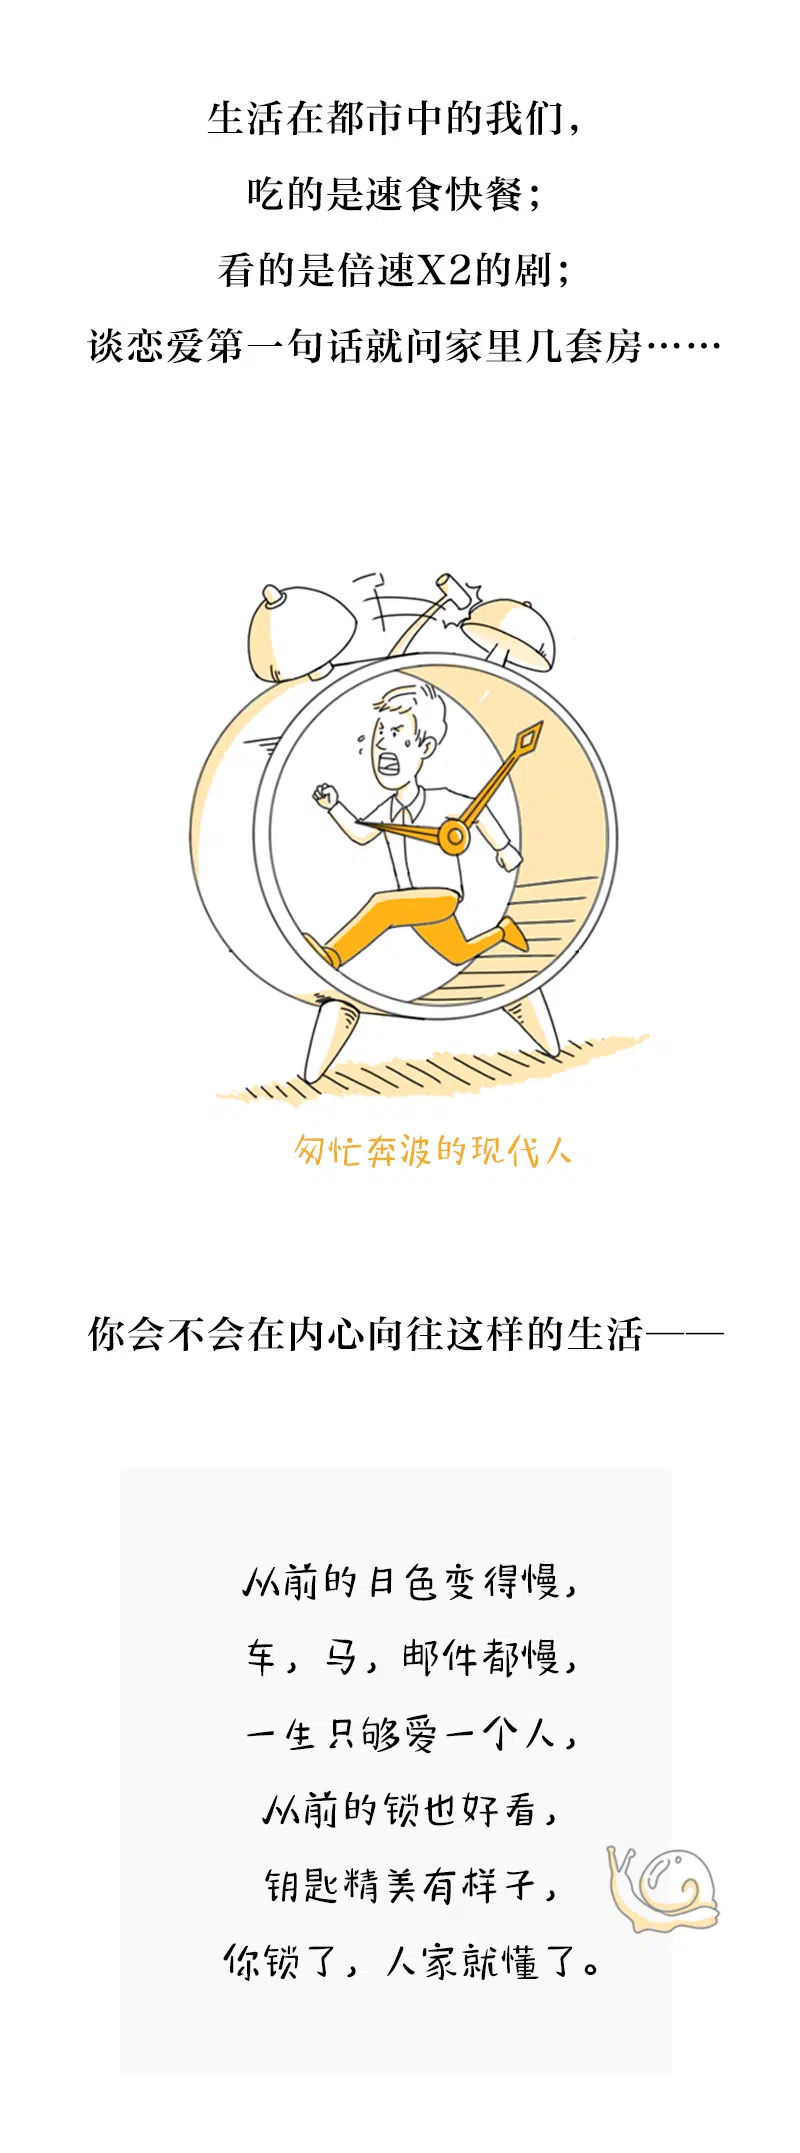 生活在都市中的我们，
吃的是速食快餐；
看的是倍速X2的剧；
谈恋爱第一句话就问家里几套房……
匆忙奔波的现代人
你会不会在内心向往这样的生活——
从前的日色变得慢，
车，马，邮件都慢，
一生只够爱一个人，
从前的锁也好看，
钥匙精美有样子，
你锁了，人家就懂了。